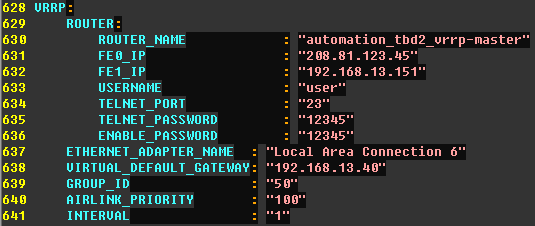 628 VRRP:
629     ROUTER:
630         ROUTER_NAME            : "automation_tbd2_vrrp-master"
631         FE0_IP                 : "208.81.123.45"
632         FE1_IP                 : "192.168.13.151"
633         USERNAME               : "user"
634         TELNET_PORT            : "23"
635         TELNET_PASSWORD        : "12345"
636         ENABLE_PASSWORD        : "12345"
637     ETHERNET_ADAPTER_NAME  : "Local Area Connection 6"
638     VIRTUAL_DEFAULT_GATEWAY: "192.168.13.40"
639     GROUP_ID               : "50"
640     AIRLINK_PRIORITY       : "100"
641     INTERVAL               : "1"